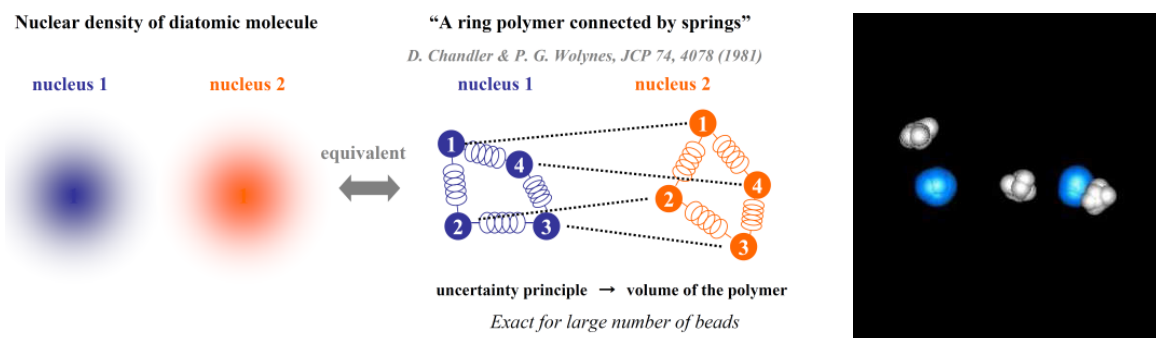 Nuclear density of diatomic molecule
“A ring polymer connected by springs”
D. Chandler & P. G. Wolynes, JCP 74, 4078 (1981)
nucleus 1
nucleus 2
nucleus 1
nucleus 2
equivalent
1
4
2
3
1
4
2
3
uncertainty principle → volume of the polymer
Exact for large number of beads